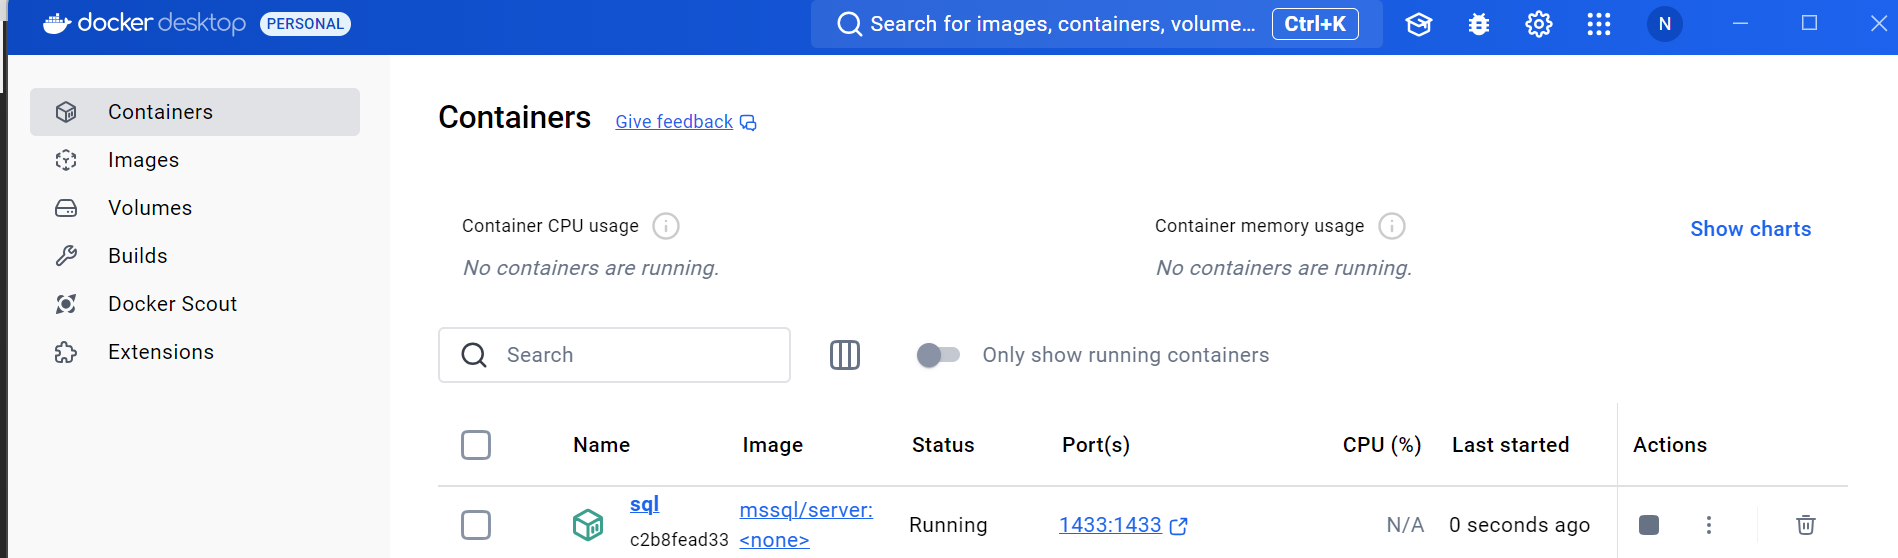 docker desktop PERSONAL
Search for images, containers, volume... Ctrl+K
N
Containers
Images
Volumes
Builds
Docker Scout
Extensions
Containers Give feedback
Container CPU usage
No containers are running.
Container memory usage
No containers are running.
Show charts
Search
Only show running containers
Name Image Status Port(s) CPU (%) Last started Actions
sql
c2b8fead33
mssql/server:
<none>
Running
1433:1433
N/A
0 seconds ago